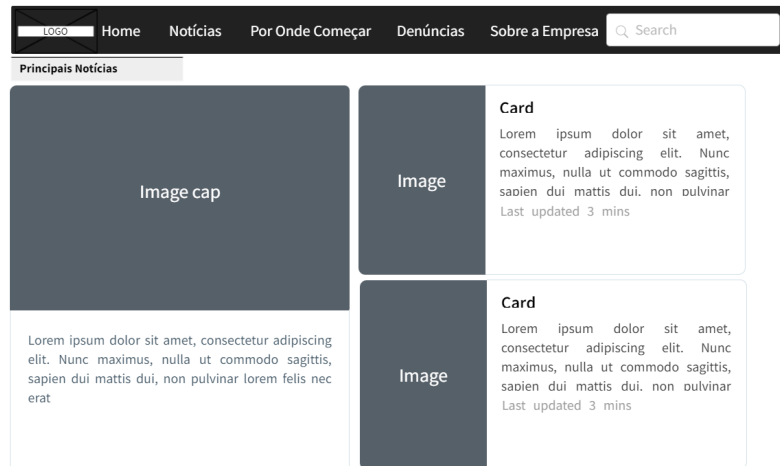 LOGO Home Notícias Por Onde Começar Denúncias Sobre a Empresa Search
Principais Notícias
Image cap
Lorem ipsum dolor sit amet, consectetur adipiscing
elit. Nunc maximus, nulla ut commodo sagittis,
sapien dui mattis dui, non pulvinar lorem felis nec
erat
Image
Card
Lorem ipsum dolor sit amet,
consectetur adipiscing elit. Nunc
maximus, nulla ut commodo sagittis,
sapien dui mattis dui, non pulvinar
Last updated 3 mins
Image
Card
Lorem ipsum dolor sit amet,
consectetur adipiscing elit. Nunc
maximus, nulla ut commodo sagittis,
sapien dui mattis dui, non pulvinar
Last updated 3 mins